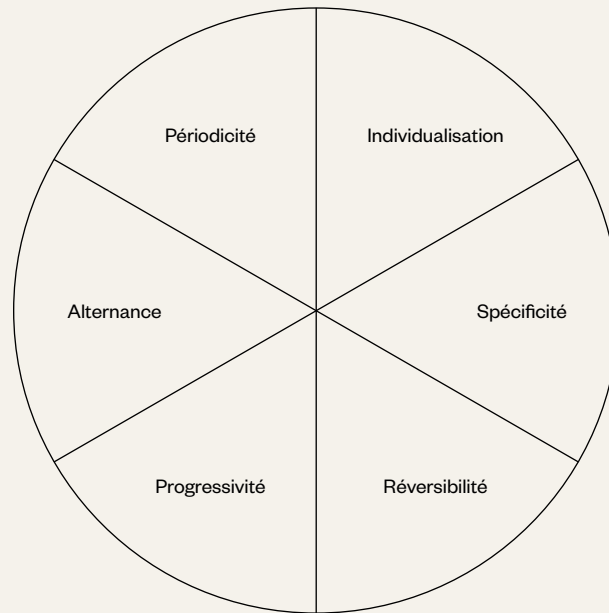 Périodicité
Individualisation
Alternance
Spécificité
Progressivité
Réversibilité